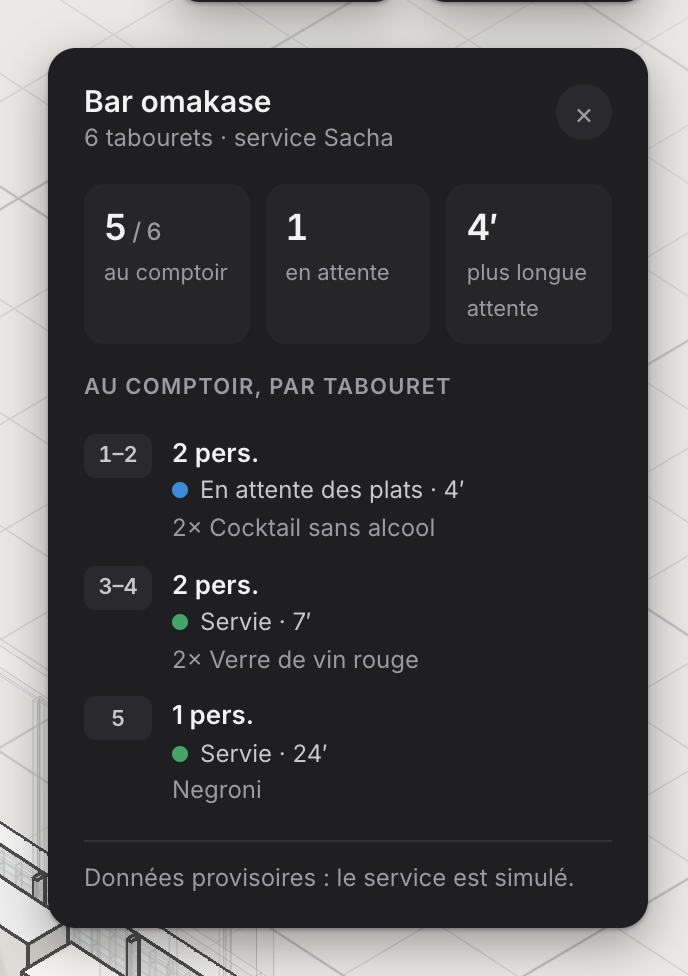 Bar omakase
6 tabourets · service Sacha
×
5 / 6
au comptoir
1
en attente
4′
plus longue
attente
AU COMPTOIR, PAR TABOURET
1–2
2 pers.
En attente des plats · 4′
2× Cocktail sans alcool
3–4
2 pers.
Servie · 7′
2× Verre de vin rouge
5
1 pers.
Servie · 24′
Negroni
Données provisoires : le service est simulé.